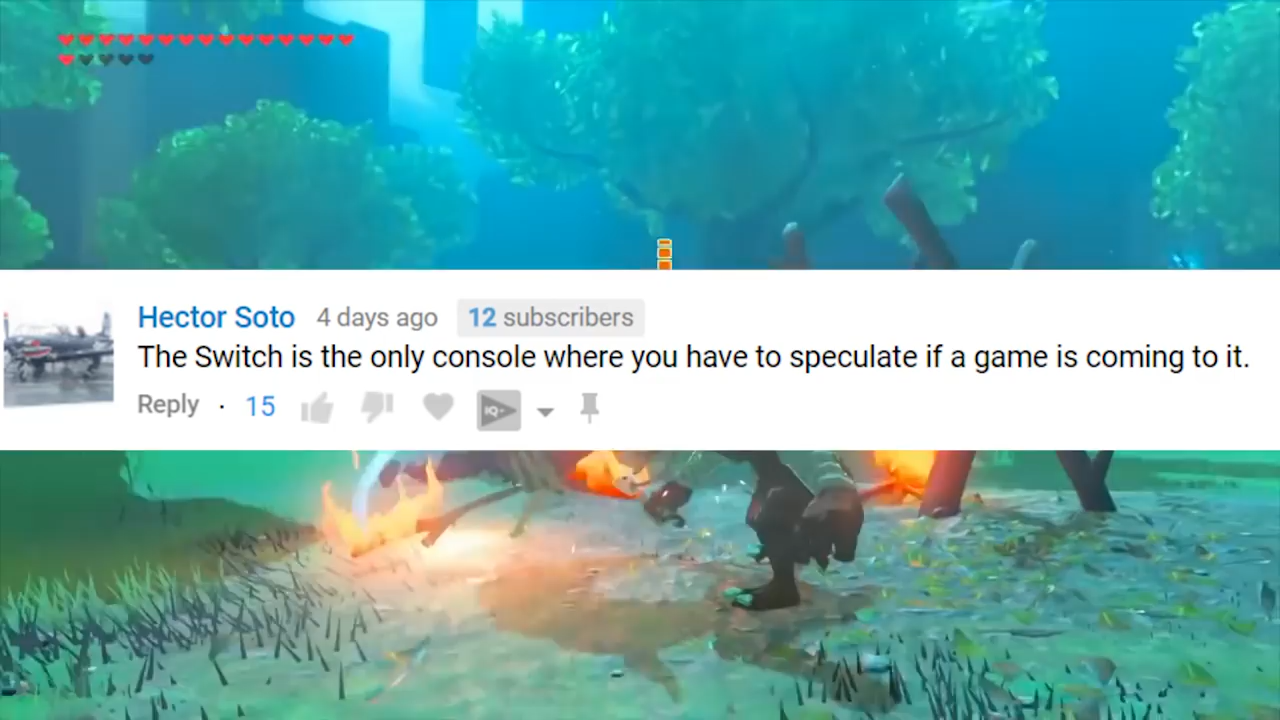 Hector Soto 4 days ago 12 subscribers
The Switch is the only console where you have to speculate if a game is coming to it.
Reply · 15 IQ